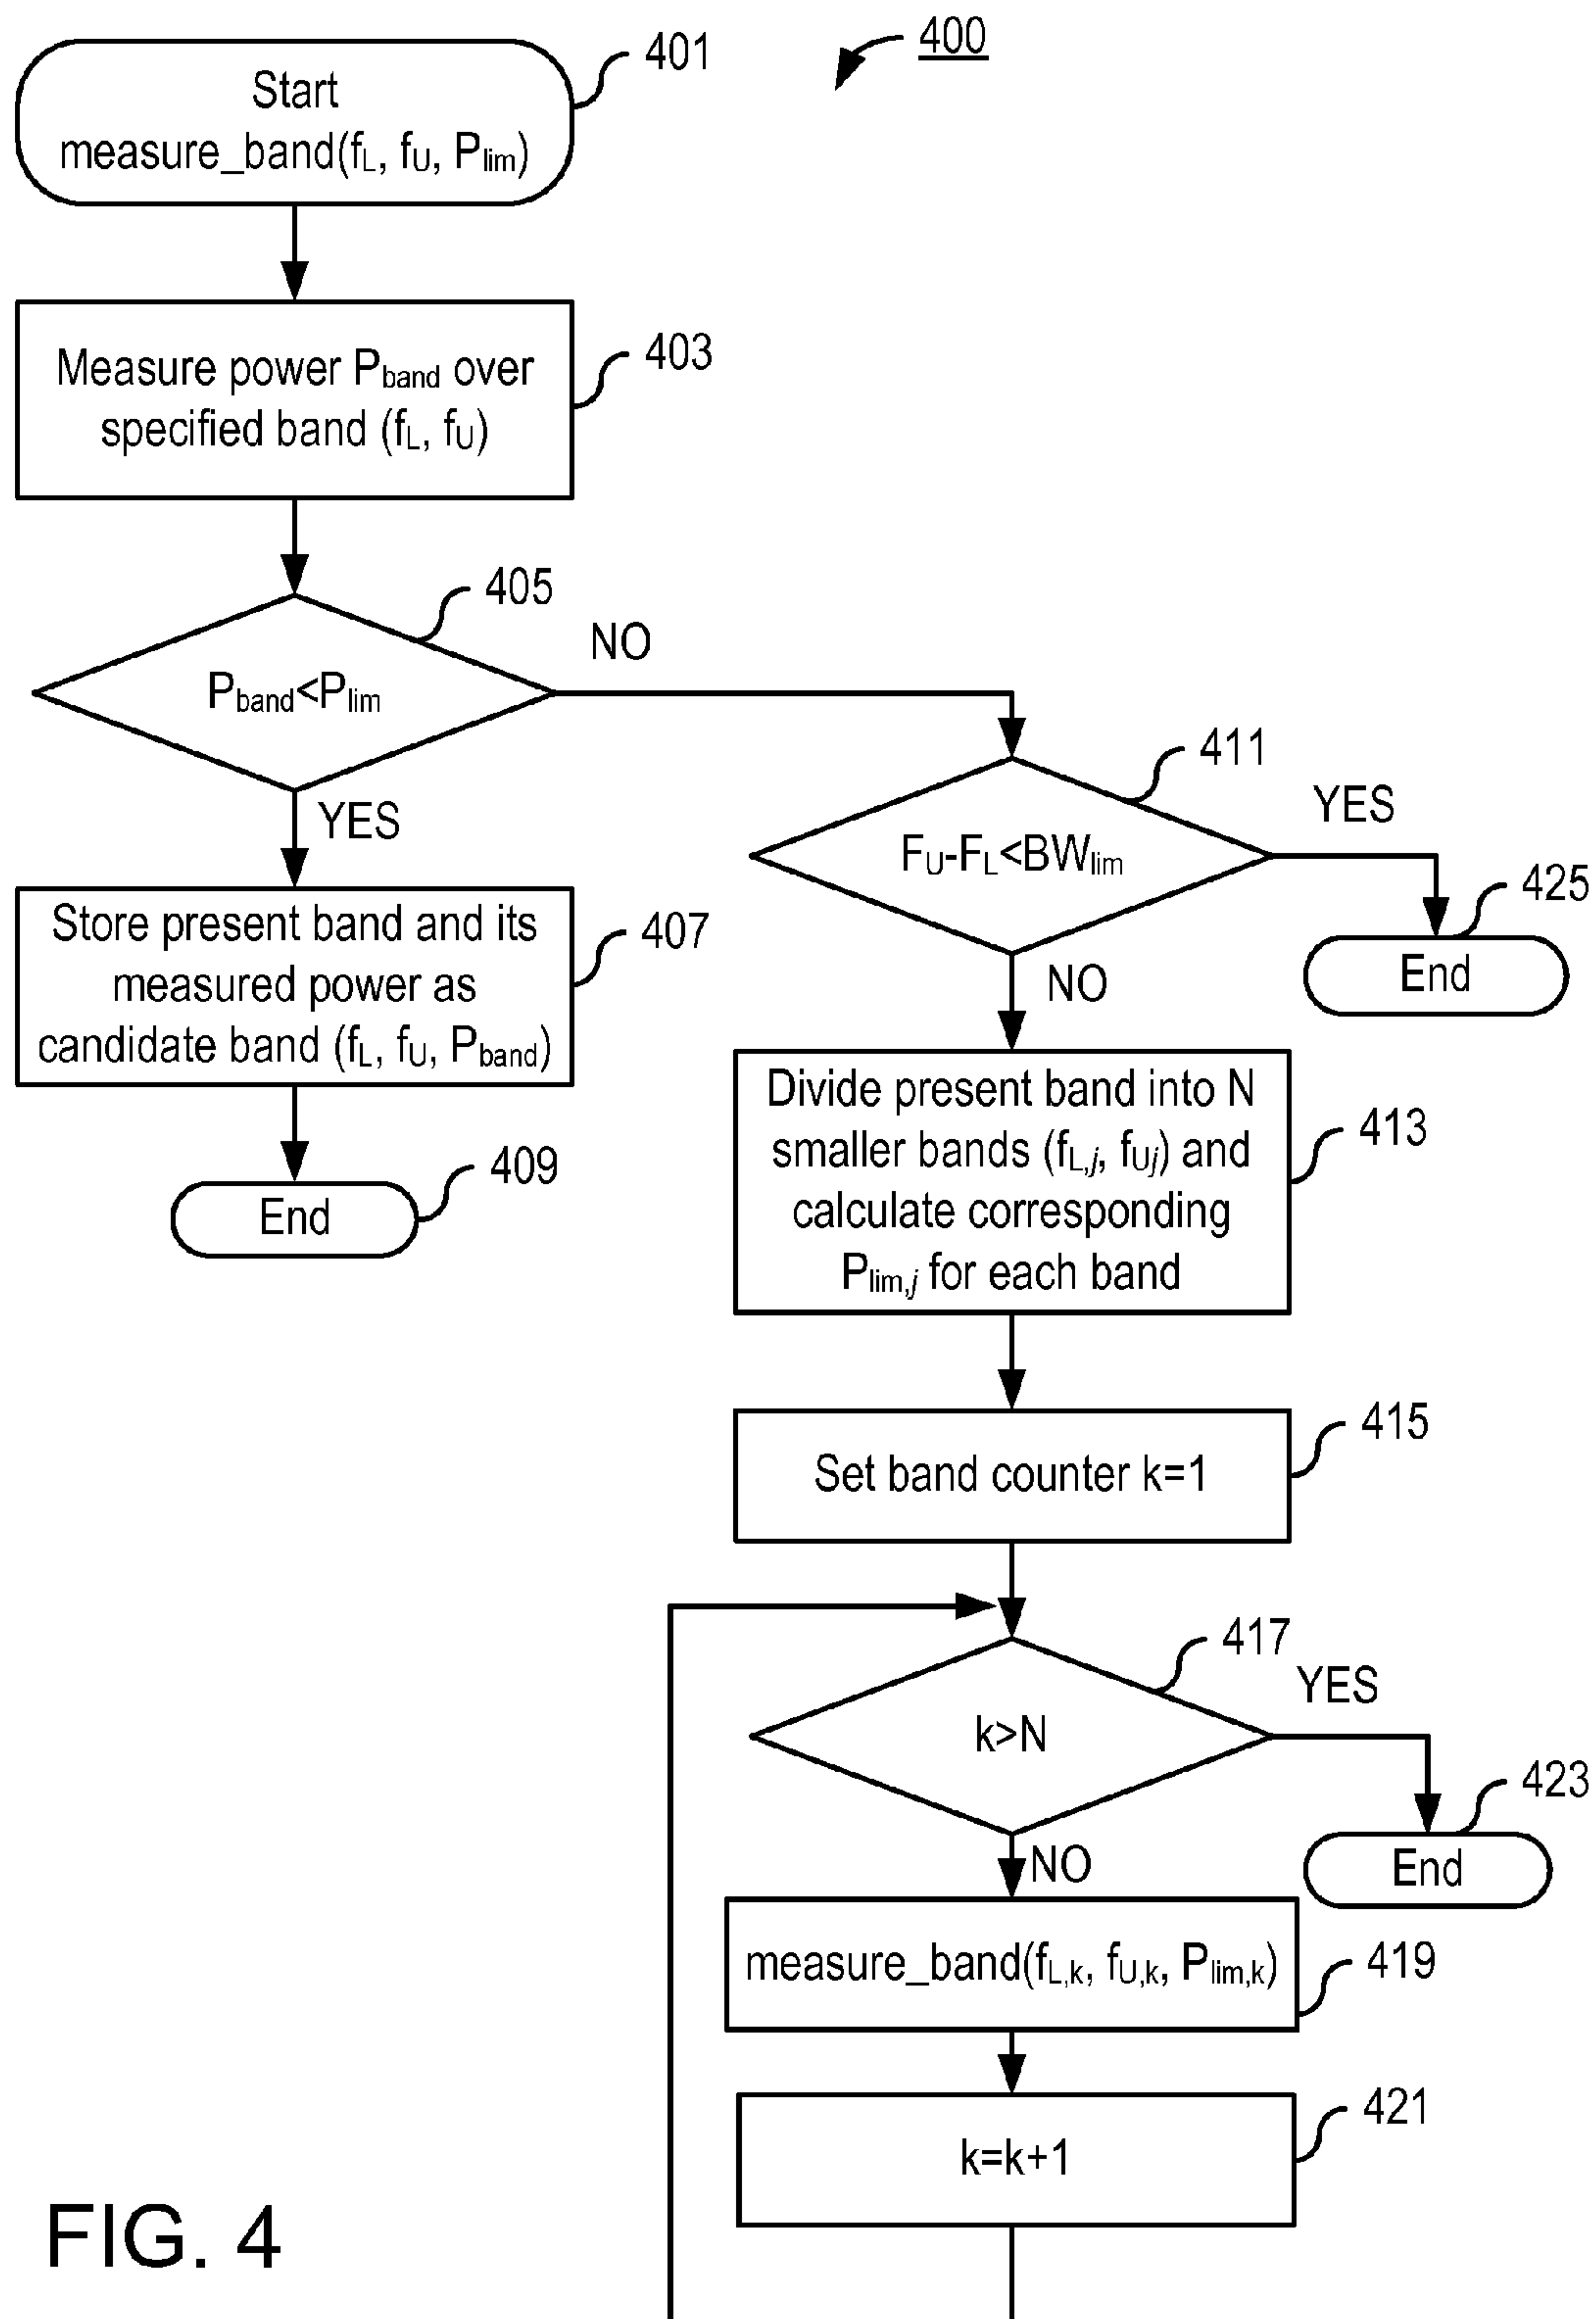 400
Start
measure_band(fL, fU, Plim)
401
Measure power Pband over
specified band (fL, fU)
403
Pband<Plim
405
NO
YES
Store present band and its
measured power as
candidate band (fL, fU, Pband)
407
End
409
FU-FL<BWlim
411
YES
End
425
NO
Divide present band into N
smaller bands (fL,j, fUj) and
calculate corresponding
Plim,j for each band
413
Set band counter k=1
415
k>N
417
YES
End
423
NO
measure_band(fL,k, fU,k, Plim,k)
419
k=k+1
421
FIG. 4